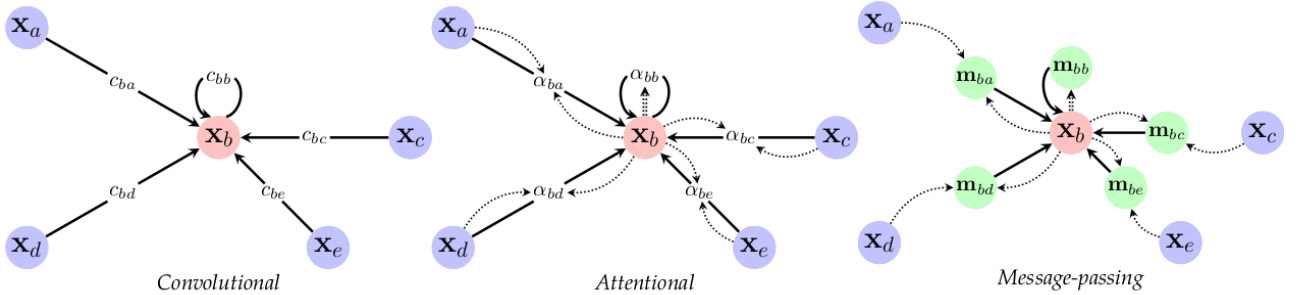 x_a
c_ba
c_bb
x_b
c_bc
x_c
c_bd
c_be
x_d
x_e
Convolutional
x_a
α_ba
α_bb
x_b
α_bc
x_c
α_bd
α_be
x_d
x_e
Attentional
x_a
m_ba
m_bb
x_b
m_bc
x_c
m_bd
m_be
x_d
x_e
Message-passing